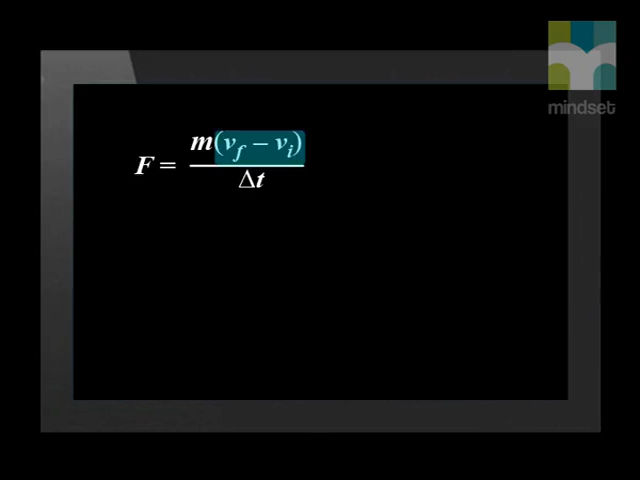 mindset
F = m(v_f – v_i) / Δt